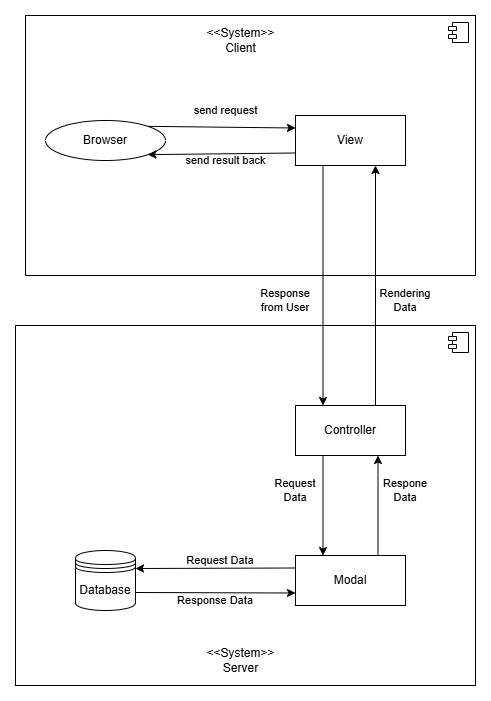 <<System>>
Client
send request
Browser
View
send result back
Response
from User
Rendering
Data
Controller
Request
Data
Respone
Data
Request Data
Database
Modal
Response Data
<<System>>
Server